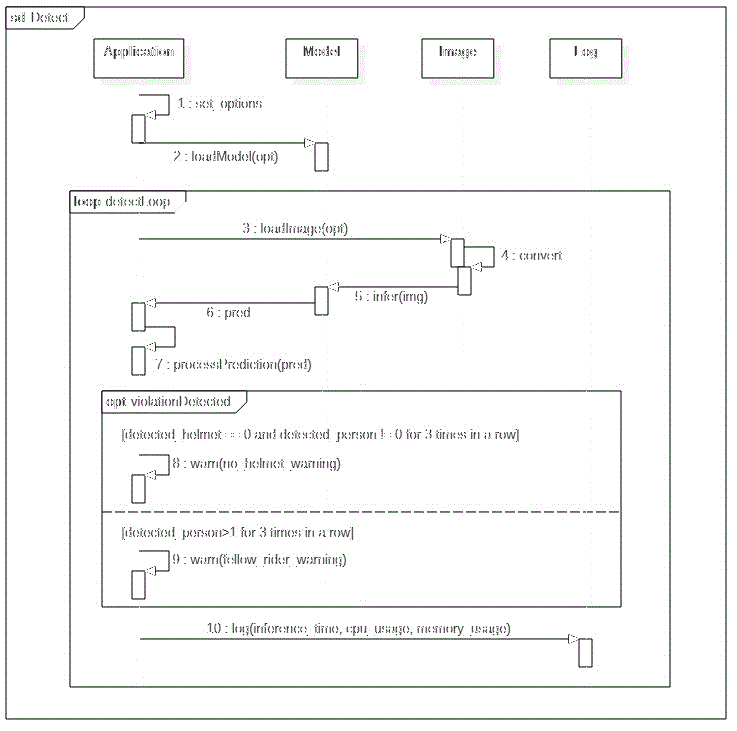 sd Detect
Application
Model
Image
Log
1 : set_options
2 : loadModel(opt)
loop detectLoop
3 : loadImage(opt)
4 : convert
5 : infer(img)
6 : pred
7 : processPrediction(pred)
opt violationDetected
[detected_helmet == 0 and detected_person != 0 for 3 times in a row]
8 : warn(no_helmet_warning)
[detected_person>1 for 3 times in a row]
9 : warn(fellow_rider_warning)
10 : log(inference_time, cpu_usage, memory_usage)